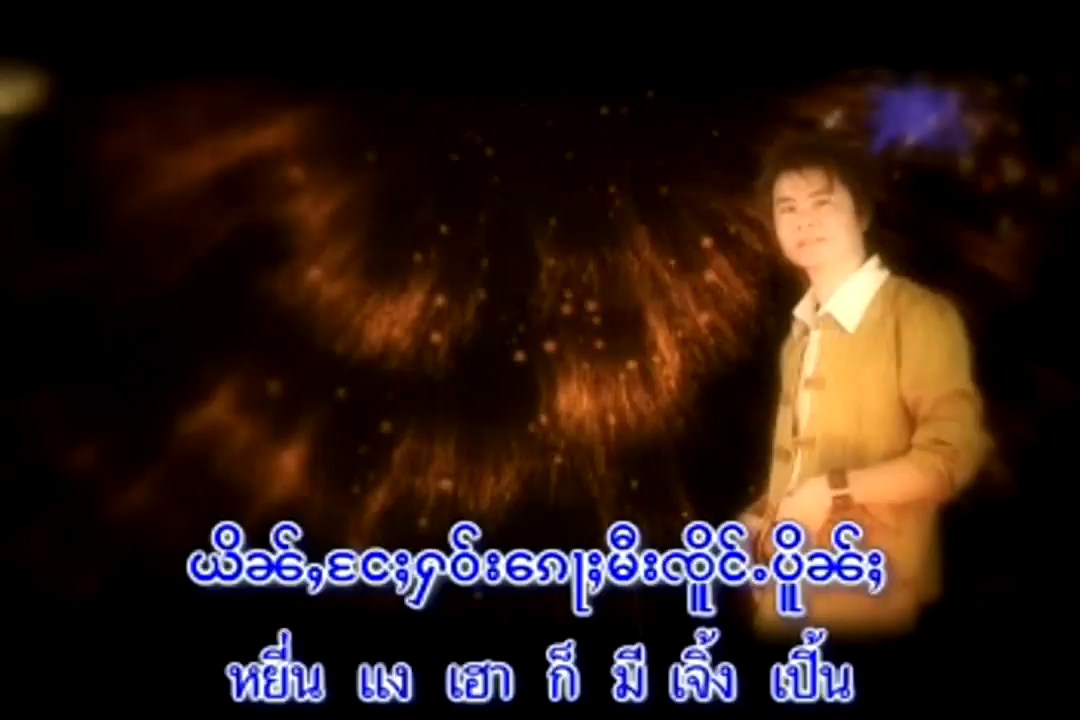 ယိၼ်ႇငႄႈႁဝ်းၵေႃႈမီးၸိူင်ႉပိူၼ်ႈ
หยี่น แง เฮา ก็ มี เจิ้ง เปิ้น